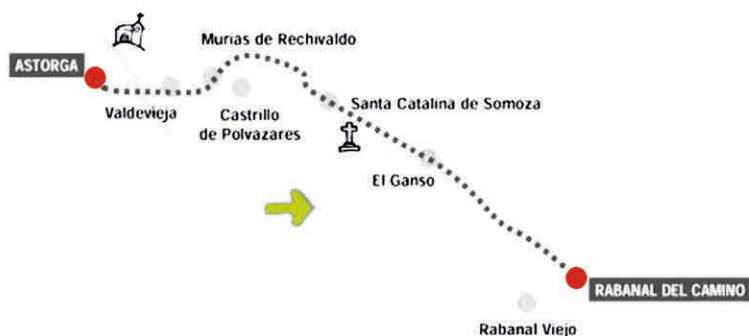 Murias de Rechivaldo
ASTORGA
Valdevieja
Castrillo
de Polvazares
Santa Catalina de Somoza
El Ganso
RABANAL DEL CAMINO
Rabanal Viejo